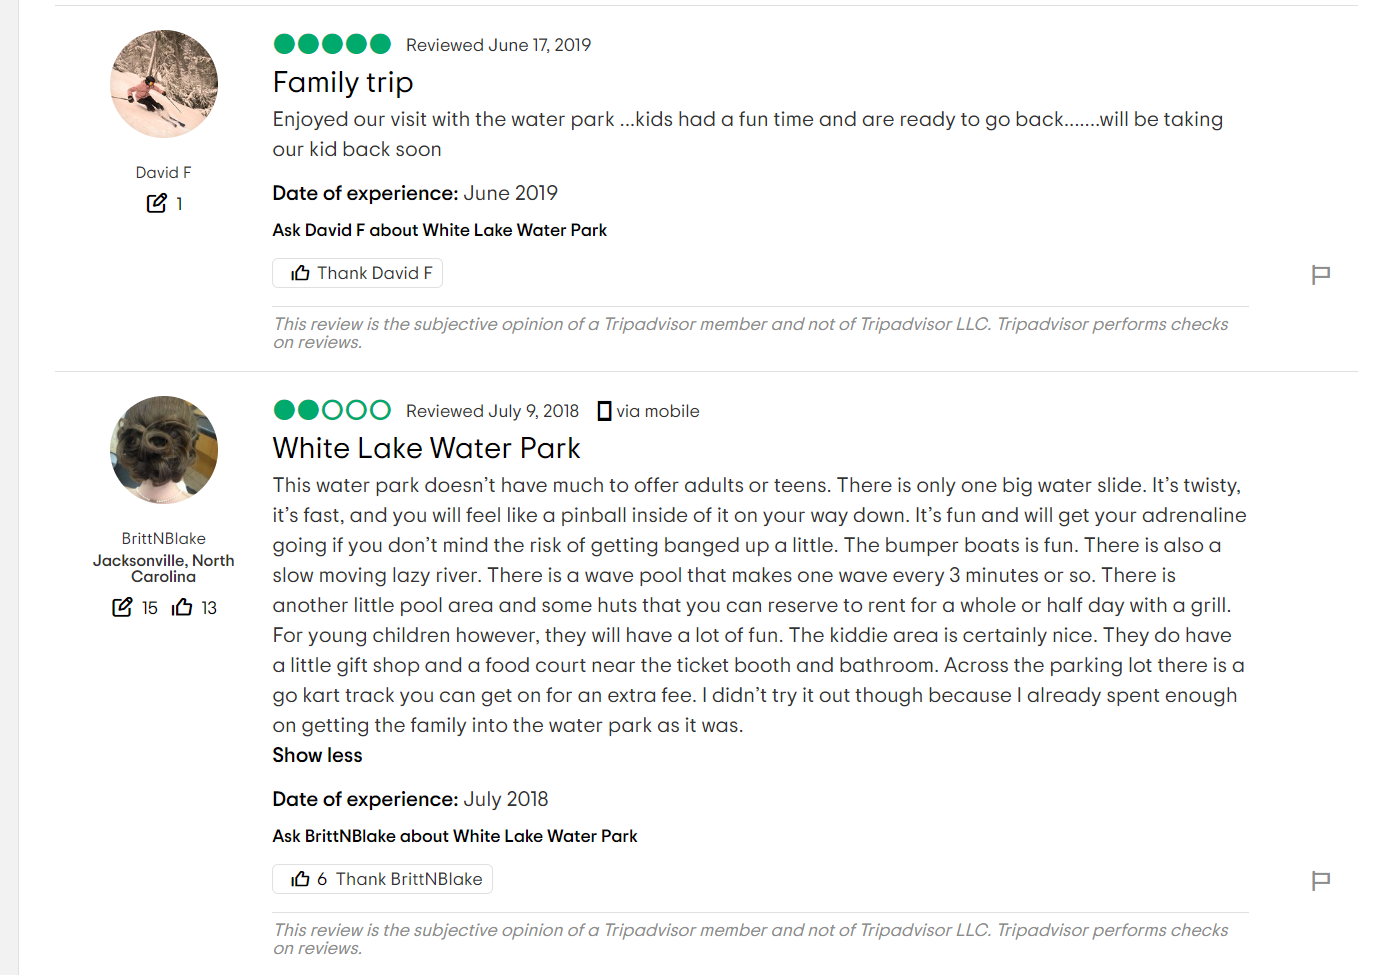 Reviewed June 17, 2019
Family trip
Enjoyed our visit with the water park ...kids had a fun time and are ready to go back.......will be taking
our kid back soon
David F
1
Date of experience: June 2019
Ask David F about White Lake Water Park
Thank David F
This review is the subjective opinion of a Tripadvisor member and not of Tripadvisor LLC. Tripadvisor performs checks
on reviews.
Reviewed July 9, 2018 via mobile
White Lake Water Park
This water park doesn’t have much to offer adults or teens. There is only one big water slide. It’s twisty,
it’s fast, and you will feel like a pinball inside of it on your way down. It’s fun and will get your adrenaline
going if you don’t mind the risk of getting banged up a little. The bumper boats is fun. There is also a
slow moving lazy river. There is a wave pool that makes one wave every 3 minutes or so. There is
another little pool area and some huts that you can reserve to rent for a whole or half day with a grill.
For young children however, they will have a lot of fun. The kiddie area is certainly nice. They do have
a little gift shop and a food court near the ticket booth and bathroom. Across the parking lot there is a
go kart track you can get on for an extra fee. I didn’t try it out though because I already spent enough
on getting the family into the water park as it was.
Show less
BrittNBlake
Jacksonville, North
Carolina
15 13
Date of experience: July 2018
Ask BrittNBlake about White Lake Water Park
6 Thank BrittNBlake
This review is the subjective opinion of a Tripadvisor member and not of Tripadvisor LLC. Tripadvisor performs checks
on reviews.